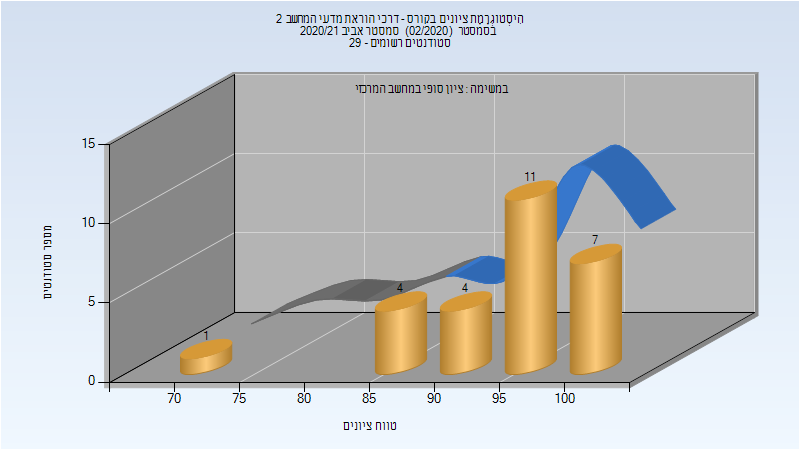 הִיסְטוֹגְרָמַת ציונים בקורס - דרכי הוראת מדעי המחשב 2
בסמסטר (02/2020) סמסטר אביב 2020/21
סטודנטים רשומים - 29
במשימה : ציון סופי במחשב המרכזי
מספר סטודנטים
15
10
5
0
1
4
4
11
7
70
75
80
85
90
95
100
טווח ציונים